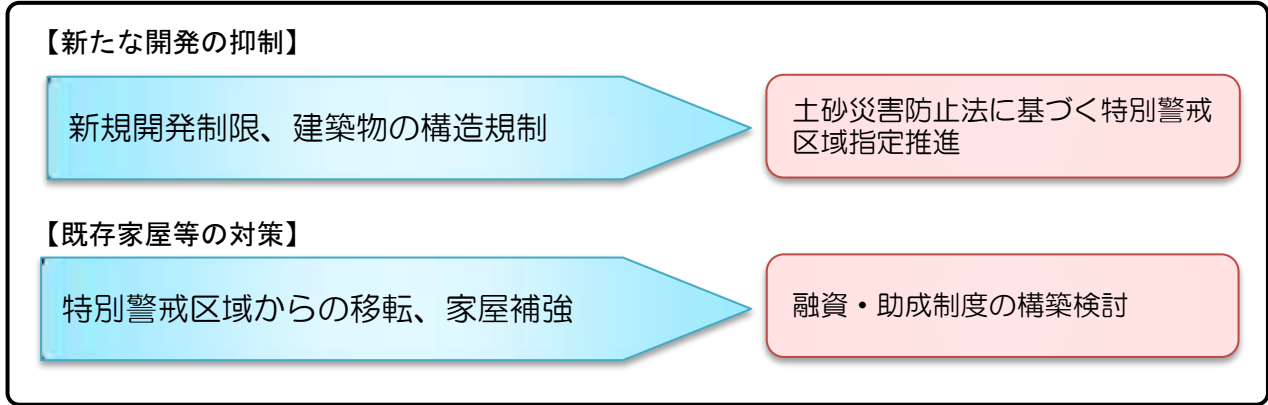 【新たな開発の抑制】
新規開発制限、建築物の構造規制
土砂災害防止法に基づく特別警戒
区域指定推進
【既存家屋等の対策】
特別警戒区域からの移転、家屋補強
融資・助成制度の構築検討